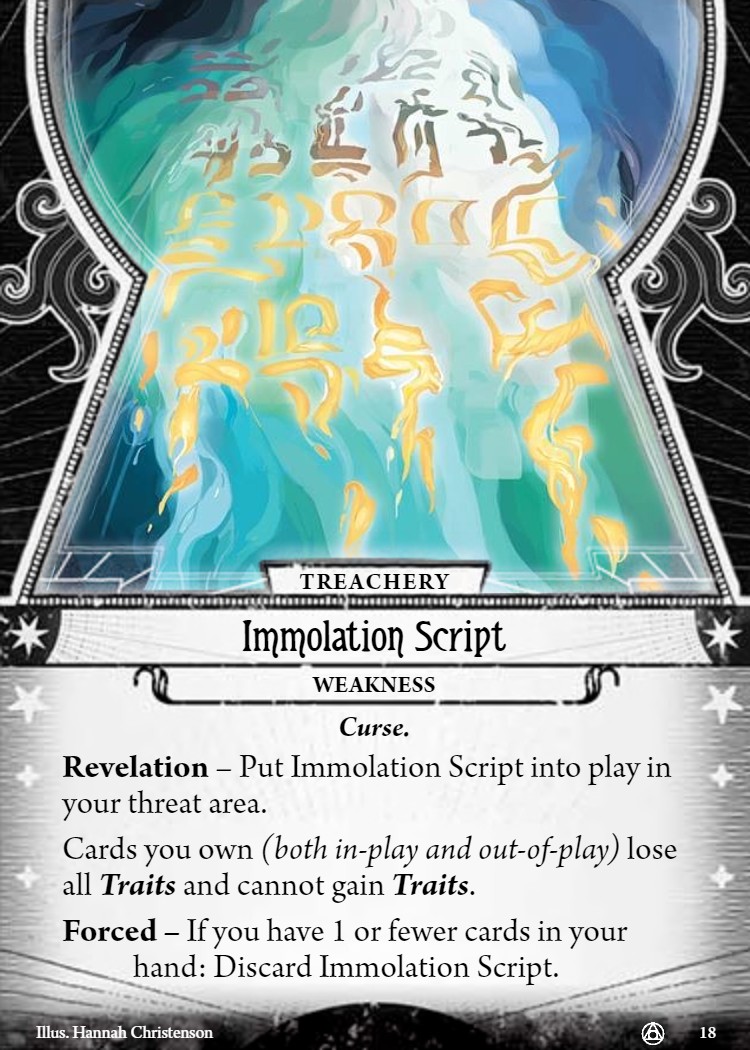 TREACHERY
Immolation Script
WEAKNESS
Curse.
Revelation – Put Immolation Script into play in
your threat area.
Cards you own (both in-play and out-of-play) lose
all Traits and cannot gain Traits.
Forced – If you have 1 or fewer cards in your
hand: Discard Immolation Script.
Illus. Hannah Christenson
18